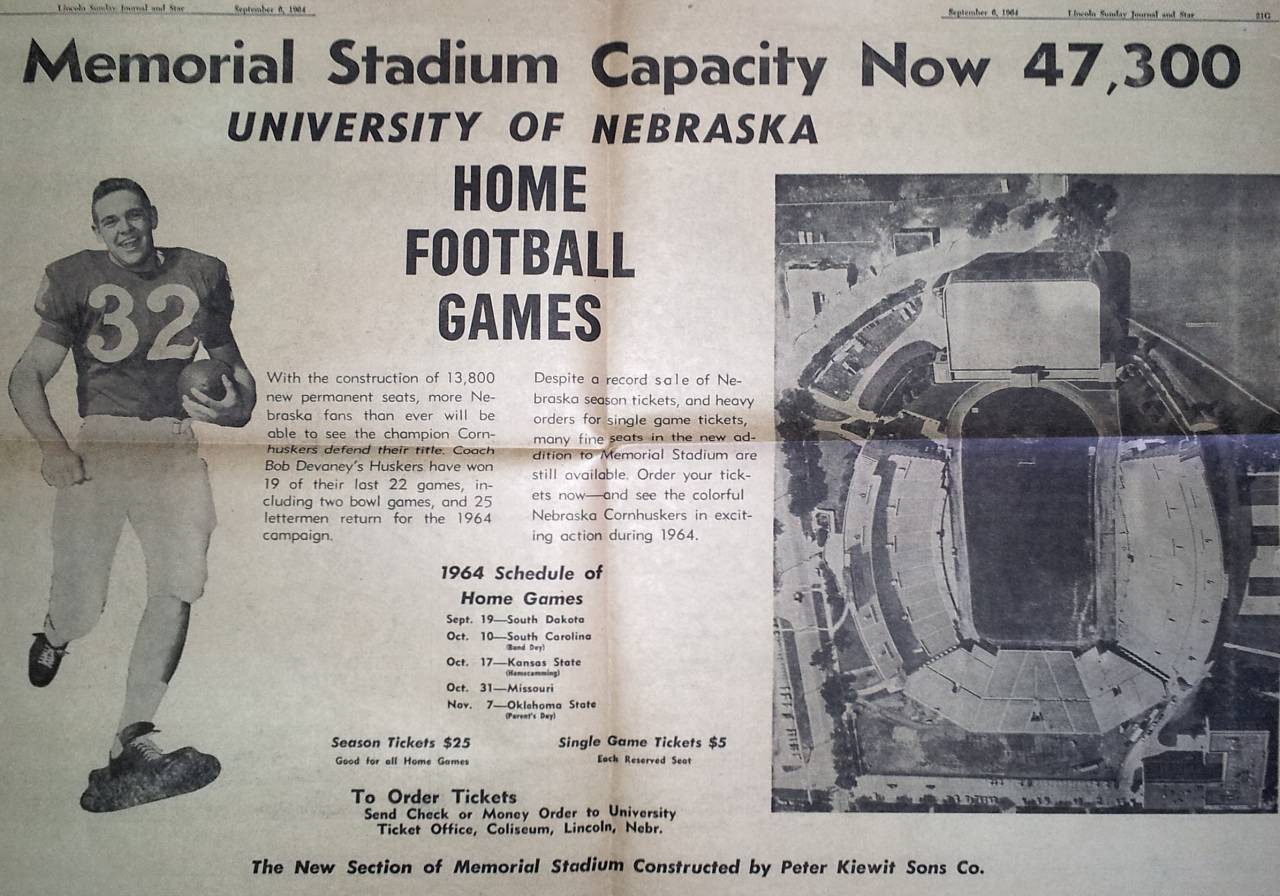 Lincoln Sunday Journal and Star September 6, 1964
September 6, 1964 Lincoln Sunday Journal and Star 21G
Memorial Stadium Capacity Now 47,300
UNIVERSITY OF NEBRASKA
HOME
FOOTBALL
GAMES
32
With the construction of 13,800
new permanent seats, more Ne-
braska fans than ever will be
able to see the champion Corn-
huskers defend their title. Coach
Bob Devaney's Huskers have won
19 of their last 22 games, in-
cluding two bowl games, and 25
lettermen return for the 1964
campaign.
Despite a record sale of Ne-
braska season tickets, and heavy
orders for single game tickets,
many fine seats in the new ad-
dition to Memorial Stadium are
still available. Order your tick-
ets now—and see the colorful
Nebraska Cornhuskers in excit-
ing action during 1964.
1964 Schedule of
Home Games
Sept. 19—South Dakota
Oct. 10—South Carolina
(Band Day)
Oct. 17—Kansas State
(Homecomming)
Oct. 31—Missouri
Nov. 7—Oklahoma State
(Parent's Day)
Season Tickets $25
Good for all Home Games
Single Game Tickets $5
Each Reserved Seat
To Order Tickets
Send Check or Money Order to University
Ticket Office, Coliseum, Lincoln, Nebr.
The New Section of Memorial Stadium Constructed by Peter Kiewit Sons Co.